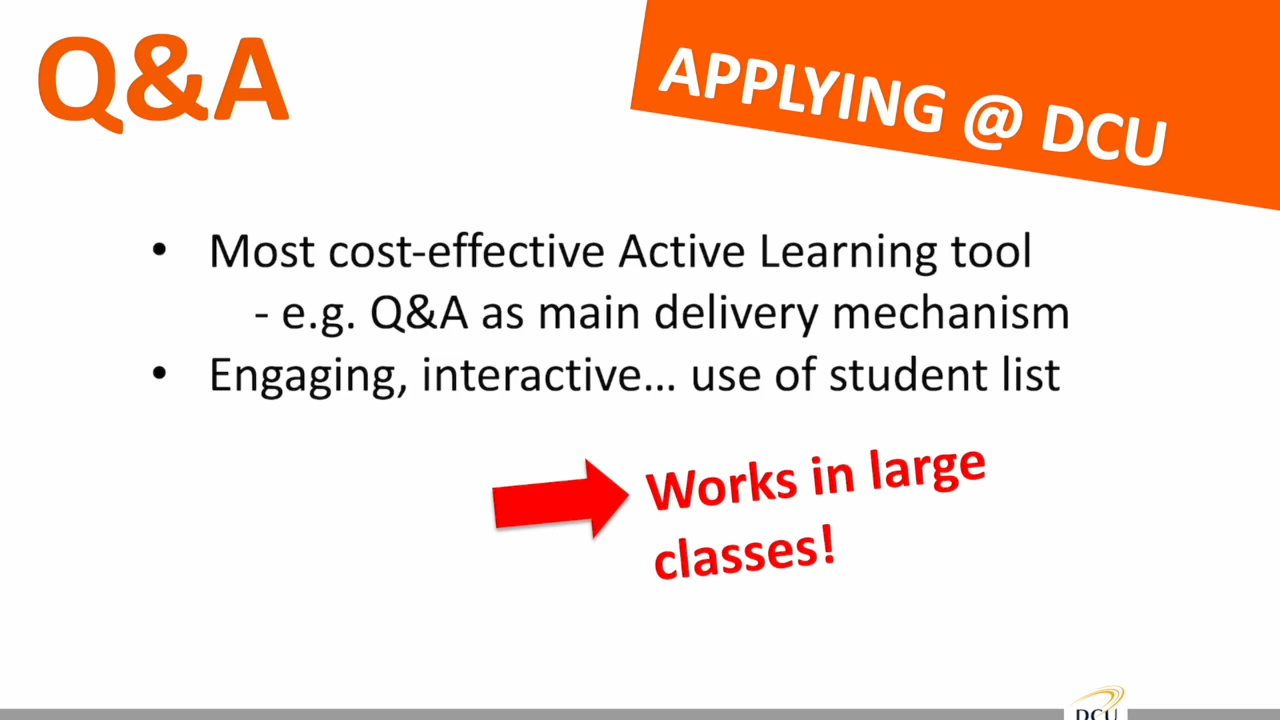 Q&A
APPLYING @ DCU
• Most cost-effective Active Learning tool
- e.g. Q&A as main delivery mechanism
• Engaging, interactive... use of student list
Works in large
classes!
DCU